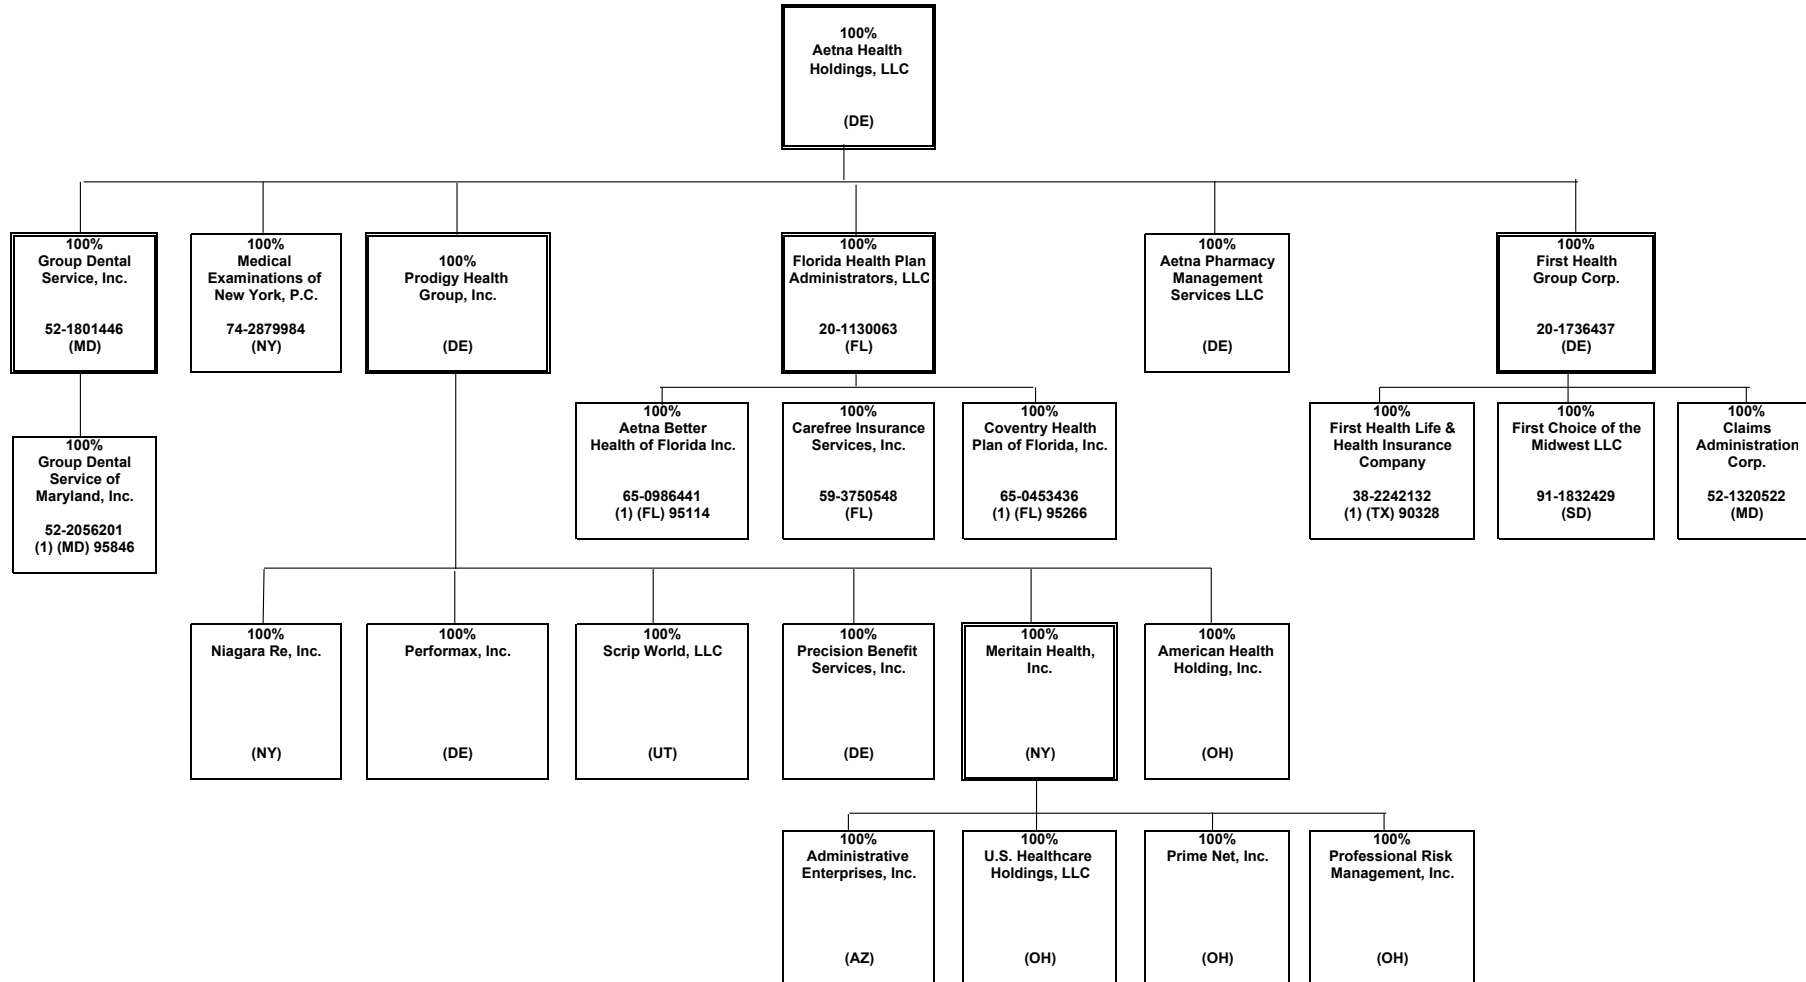 100%
Aetna Health
Holdings, LLC
(DE)
100%
Group Dental
Service, Inc.
52-1801446
(MD)
100%
Medical
Examinations of
New York, P.C.
74-2879984
(NY)
100%
Prodigy Health
Group, Inc.
(DE)
100%
Florida Health Plan
Administrators, LLC
20-1130063
(FL)
100%
Aetna Pharmacy
Management
Services LLC
(DE)
100%
First Health
Group Corp.
20-1736437
(DE)
100%
Group Dental
Service of
Maryland, Inc.
52-2056201
(1) (MD) 95846
100%
Aetna Better
Health of Florida Inc.
65-0986441
(1) (FL) 95114
100%
Carefree Insurance
Services, Inc.
59-3750548
(FL)
100%
Coventry Health
Plan of Florida, Inc.
65-0453436
(1) (FL) 95266
100%
First Health Life &
Health Insurance
Company
38-2242132
(1) (TX) 90328
100%
First Choice of the
Midwest LLC
91-1832429
(SD)
100%
Claims
Administration
Corp.
52-1320522
(MD)
100%
Niagara Re, Inc.
(NY)
100%
Performax, Inc.
(DE)
100%
Scrip World, LLC
(UT)
100%
Precision Benefit
Services, Inc.
(DE)
100%
Meritain Health,
Inc.
(NY)
100%
American Health
Holding, Inc.
(OH)
100%
Administrative
Enterprises, Inc.
(AZ)
100%
U.S. Healthcare
Holdings, LLC
(OH)
100%
Prime Net, Inc.
(OH)
100%
Professional Risk
Management, Inc.
(OH)